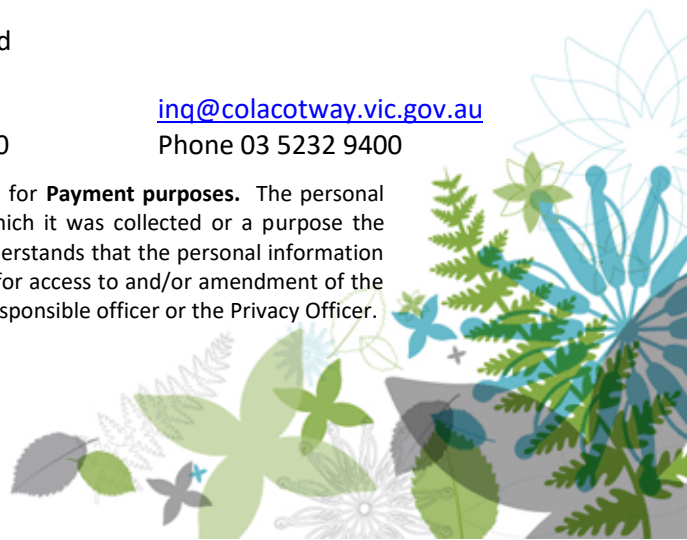 d
inq@colacotway.vic.gov.au
0 Phone 03 5232 9400
for Payment purposes. The personal
hich it was collected or a purpose the
erstands that the personal information
for access to and/or amendment of the
sponsible officer or the Privacy Officer.